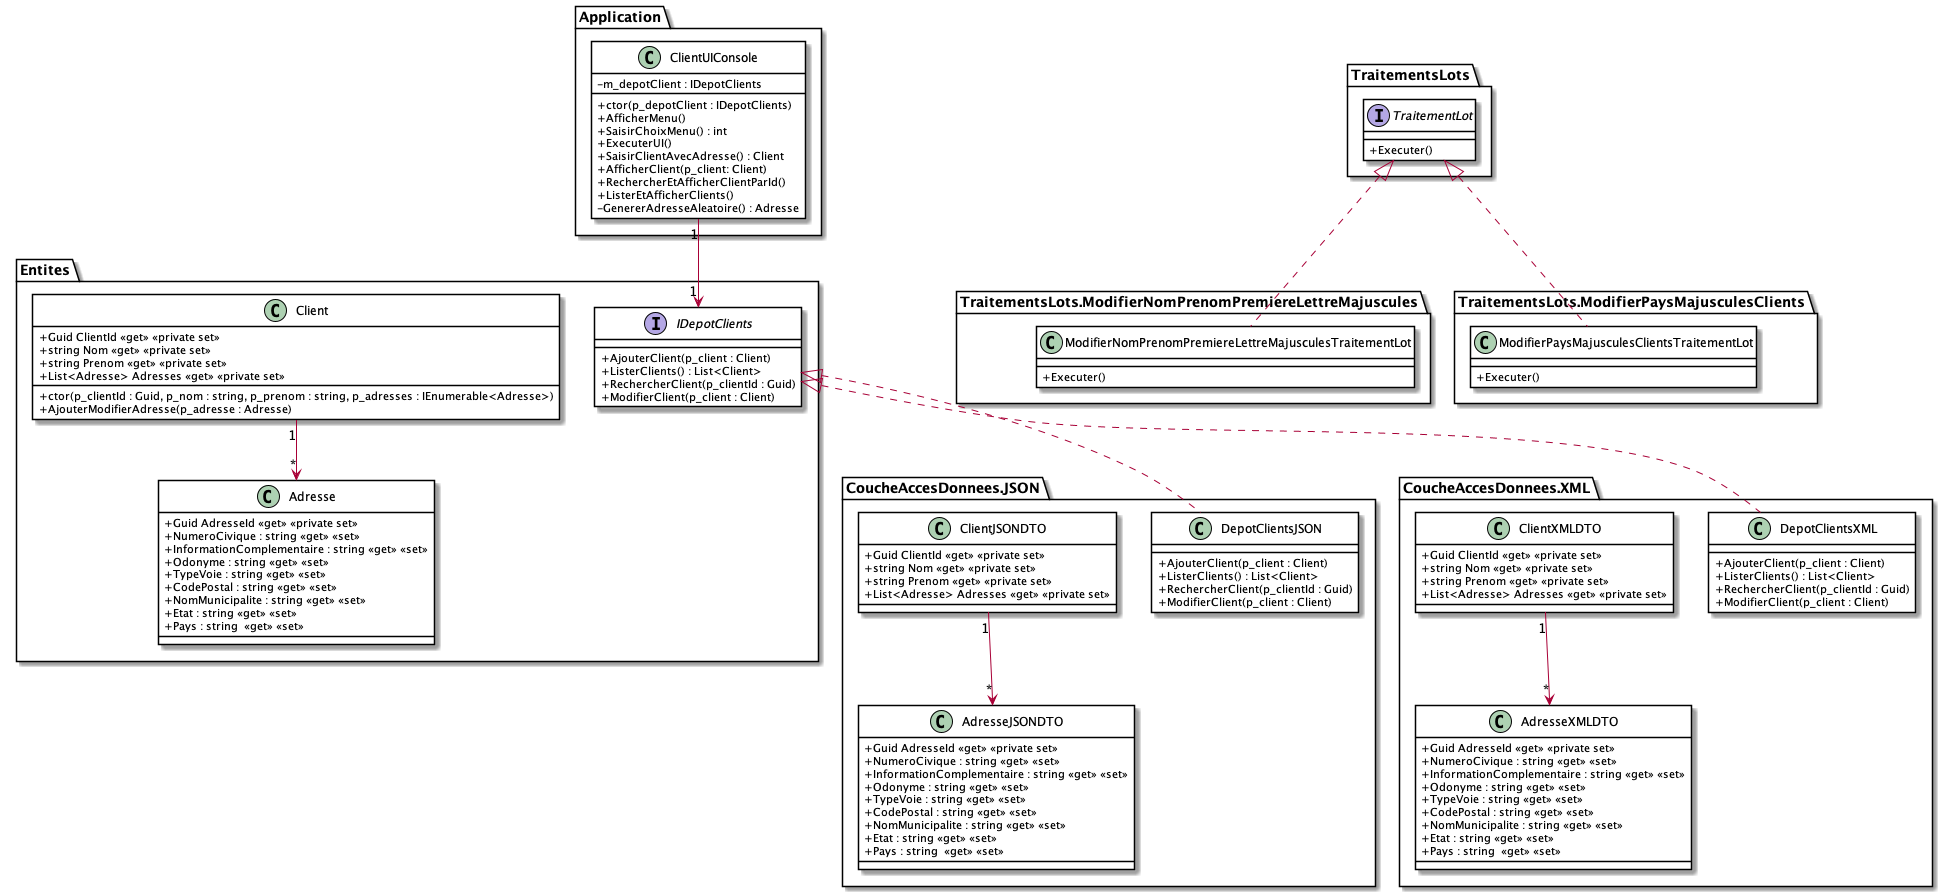 Application
ClientUIConsole
-m_depotClient : IDepotClients
+ctor(p_depotClient : IDepotClients)
+AfficherMenu()
+SaisirChoixMenu() : int
+ExecuterUI()
+SaisirClientAvecAdresse() : Client
+AfficherClient(p_client: Client)
+RechercherEtAfficherClientParId()
+ListerEtAfficherClients()
-GenererAdresseAleatoire() : Adresse
1
1
TraitementsLots
I TraitementLot
+Executer()
Entites
C Client
+Guid ClientId «get» «private set»
+string Nom «get» «private set»
+string Prenom «get» «private set»
+List<Adresse> Adresses «get» «private set»
+ctor(p_clientId : Guid, p_nom : string, p_prenom : string, p_adresses : IEnumerable<Adresse>)
+AjouterModifierAdresse(p_adresse : Adresse)
1
*
I IDepotClients
+AjouterClient(p_client : Client)
+ListerClients() : List<Client>
+RechercherClient(p_clientId : Guid)
+ModifierClient(p_client : Client)
C Adresse
+Guid AdresseId «get» «private set»
+NumeroCivique : string «get» «set»
+InformationComplementaire : string «get» «set»
+Odonyme : string «get» «set»
+TypeVoie : string «get» «set»
+CodePostal : string «get» «set»
+NomMunicipalite : string «get» «set»
+Etat : string «get» «set»
+Pays : string «get» «set»
TraitementsLots.ModifierNomPrenomPremiereLettreMajuscules
C ModifierNomPrenomPremiereLettreMajusculesTraitementLot
+Executer()
TraitementsLots.ModifierPaysMajusculesClients
C ModifierPaysMajusculesClientsTraitementLot
+Executer()
CoucheAccesDonnees.JSON
C ClientJSONDTO
+Guid ClientId «get» «private set»
+string Nom «get» «private set»
+string Prenom «get» «private set»
+List<Adresse> Adresses «get» «private set»
1
*
C DepotClientsJSON
+AjouterClient(p_client : Client)
+ListerClients() : List<Client>
+RechercherClient(p_clientId : Guid)
+ModifierClient(p_client : Client)
C AdresseJSONDTO
+Guid AdresseId «get» «private set»
+NumeroCivique : string «get» «set»
+InformationComplementaire : string «get» «set»
+Odonyme : string «get» «set»
+TypeVoie : string «get» «set»
+CodePostal : string «get» «set»
+NomMunicipalite : string «get» «set»
+Etat : string «get» «set»
+Pays : string «get» «set»
CoucheAccesDonnees.XML
C ClientXMLDTO
+Guid ClientId «get» «private set»
+string Nom «get» «private set»
+string Prenom «get» «private set»
+List<Adresse> Adresses «get» «private set»
1
*
C DepotClientsXML
+AjouterClient(p_client : Client)
+ListerClients() : List<Client>
+RechercherClient(p_clientId : Guid)
+ModifierClient(p_client : Client)
C AdresseXMLDTO
+Guid AdresseId «get» «private set»
+NumeroCivique : string «get» «set»
+InformationComplementaire : string «get» «set»
+Odonyme : string «get» «set»
+TypeVoie : string «get» «set»
+CodePostal : string «get» «set»
+NomMunicipalite : string «get» «set»
+Etat : string «get» «set»
+Pays : string «get» «set»